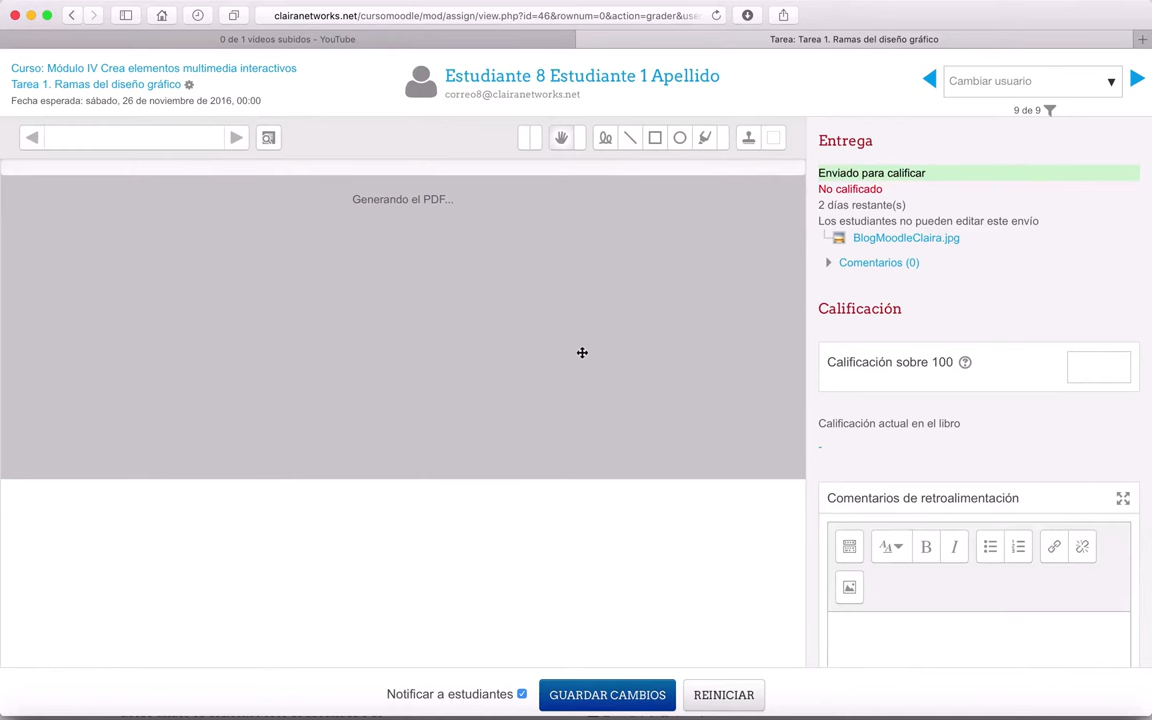 clairanetworks.net/cursomoodle/mod/assign/view.php?id=46&rownum=0&action=grader&use
0 de 1 videos subidos - YouTube
Tarea: Tarea 1. Ramas del diseño gráfico
Curso: Módulo IV Crea elementos multimedia interactivos
Tarea 1. Ramas del diseño gráfico
Fecha esperada: sábado, 26 de noviembre de 2016, 00:00
Estudiante 8 Estudiante 1 Apellido
correo8@clairanetworks.net
Cambiar usuario
9 de 9
Generando el PDF...
Entrega
Enviado para calificar
No calificado
2 días restante(s)
Los estudiantes no pueden editar este envío
BlogMoodleClaira.jpg
Comentarios (0)
Calificación
Calificación sobre 100
Calificación actual en el libro
-
Comentarios de retroalimentación
B I
Notificar a estudiantes
GUARDAR CAMBIOS
REINICIAR